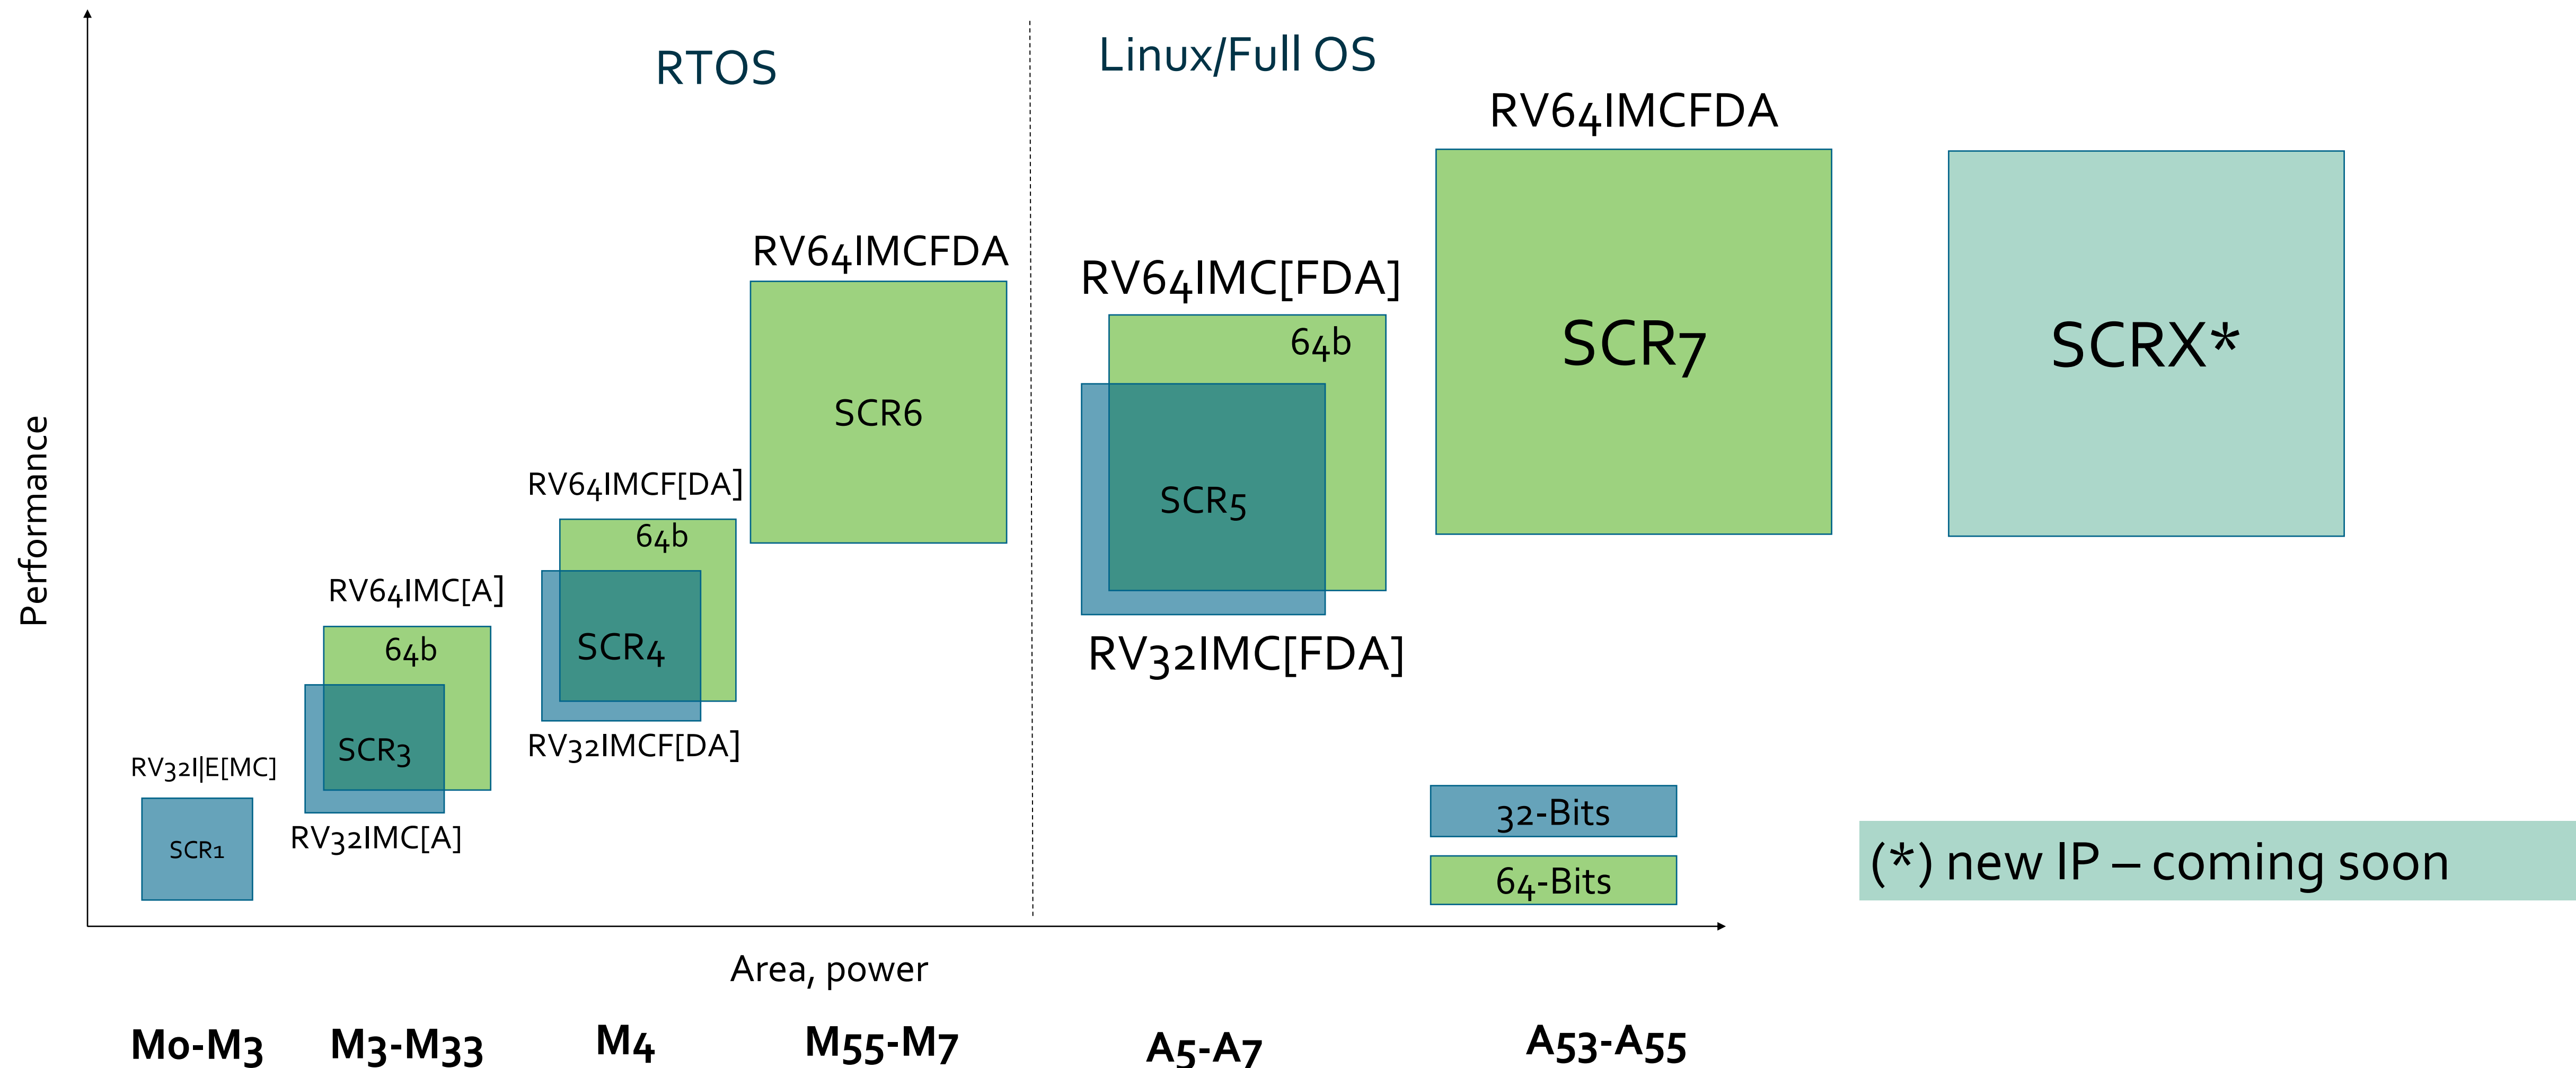 RTOS
Linux/Full OS
RV64IMCFDA
RV64IMCFDA
RV64IMC[FDA]
64b
SCR7
SCRX*
SCR6
Performance
RV64IMCF[DA]
SCR5
64b
RV64IMC[A]
64b
SCR4
RV32IMC[FDA]
SCR3
RV32IMCF[DA]
RV32I|E[MC]
32-Bits
RV32IMC[A]
SCR1
(*) new IP – coming soon
64-Bits
Area, power
M0-M3
M3-M33
M4
M55-M7
A5-A7
A53-A55